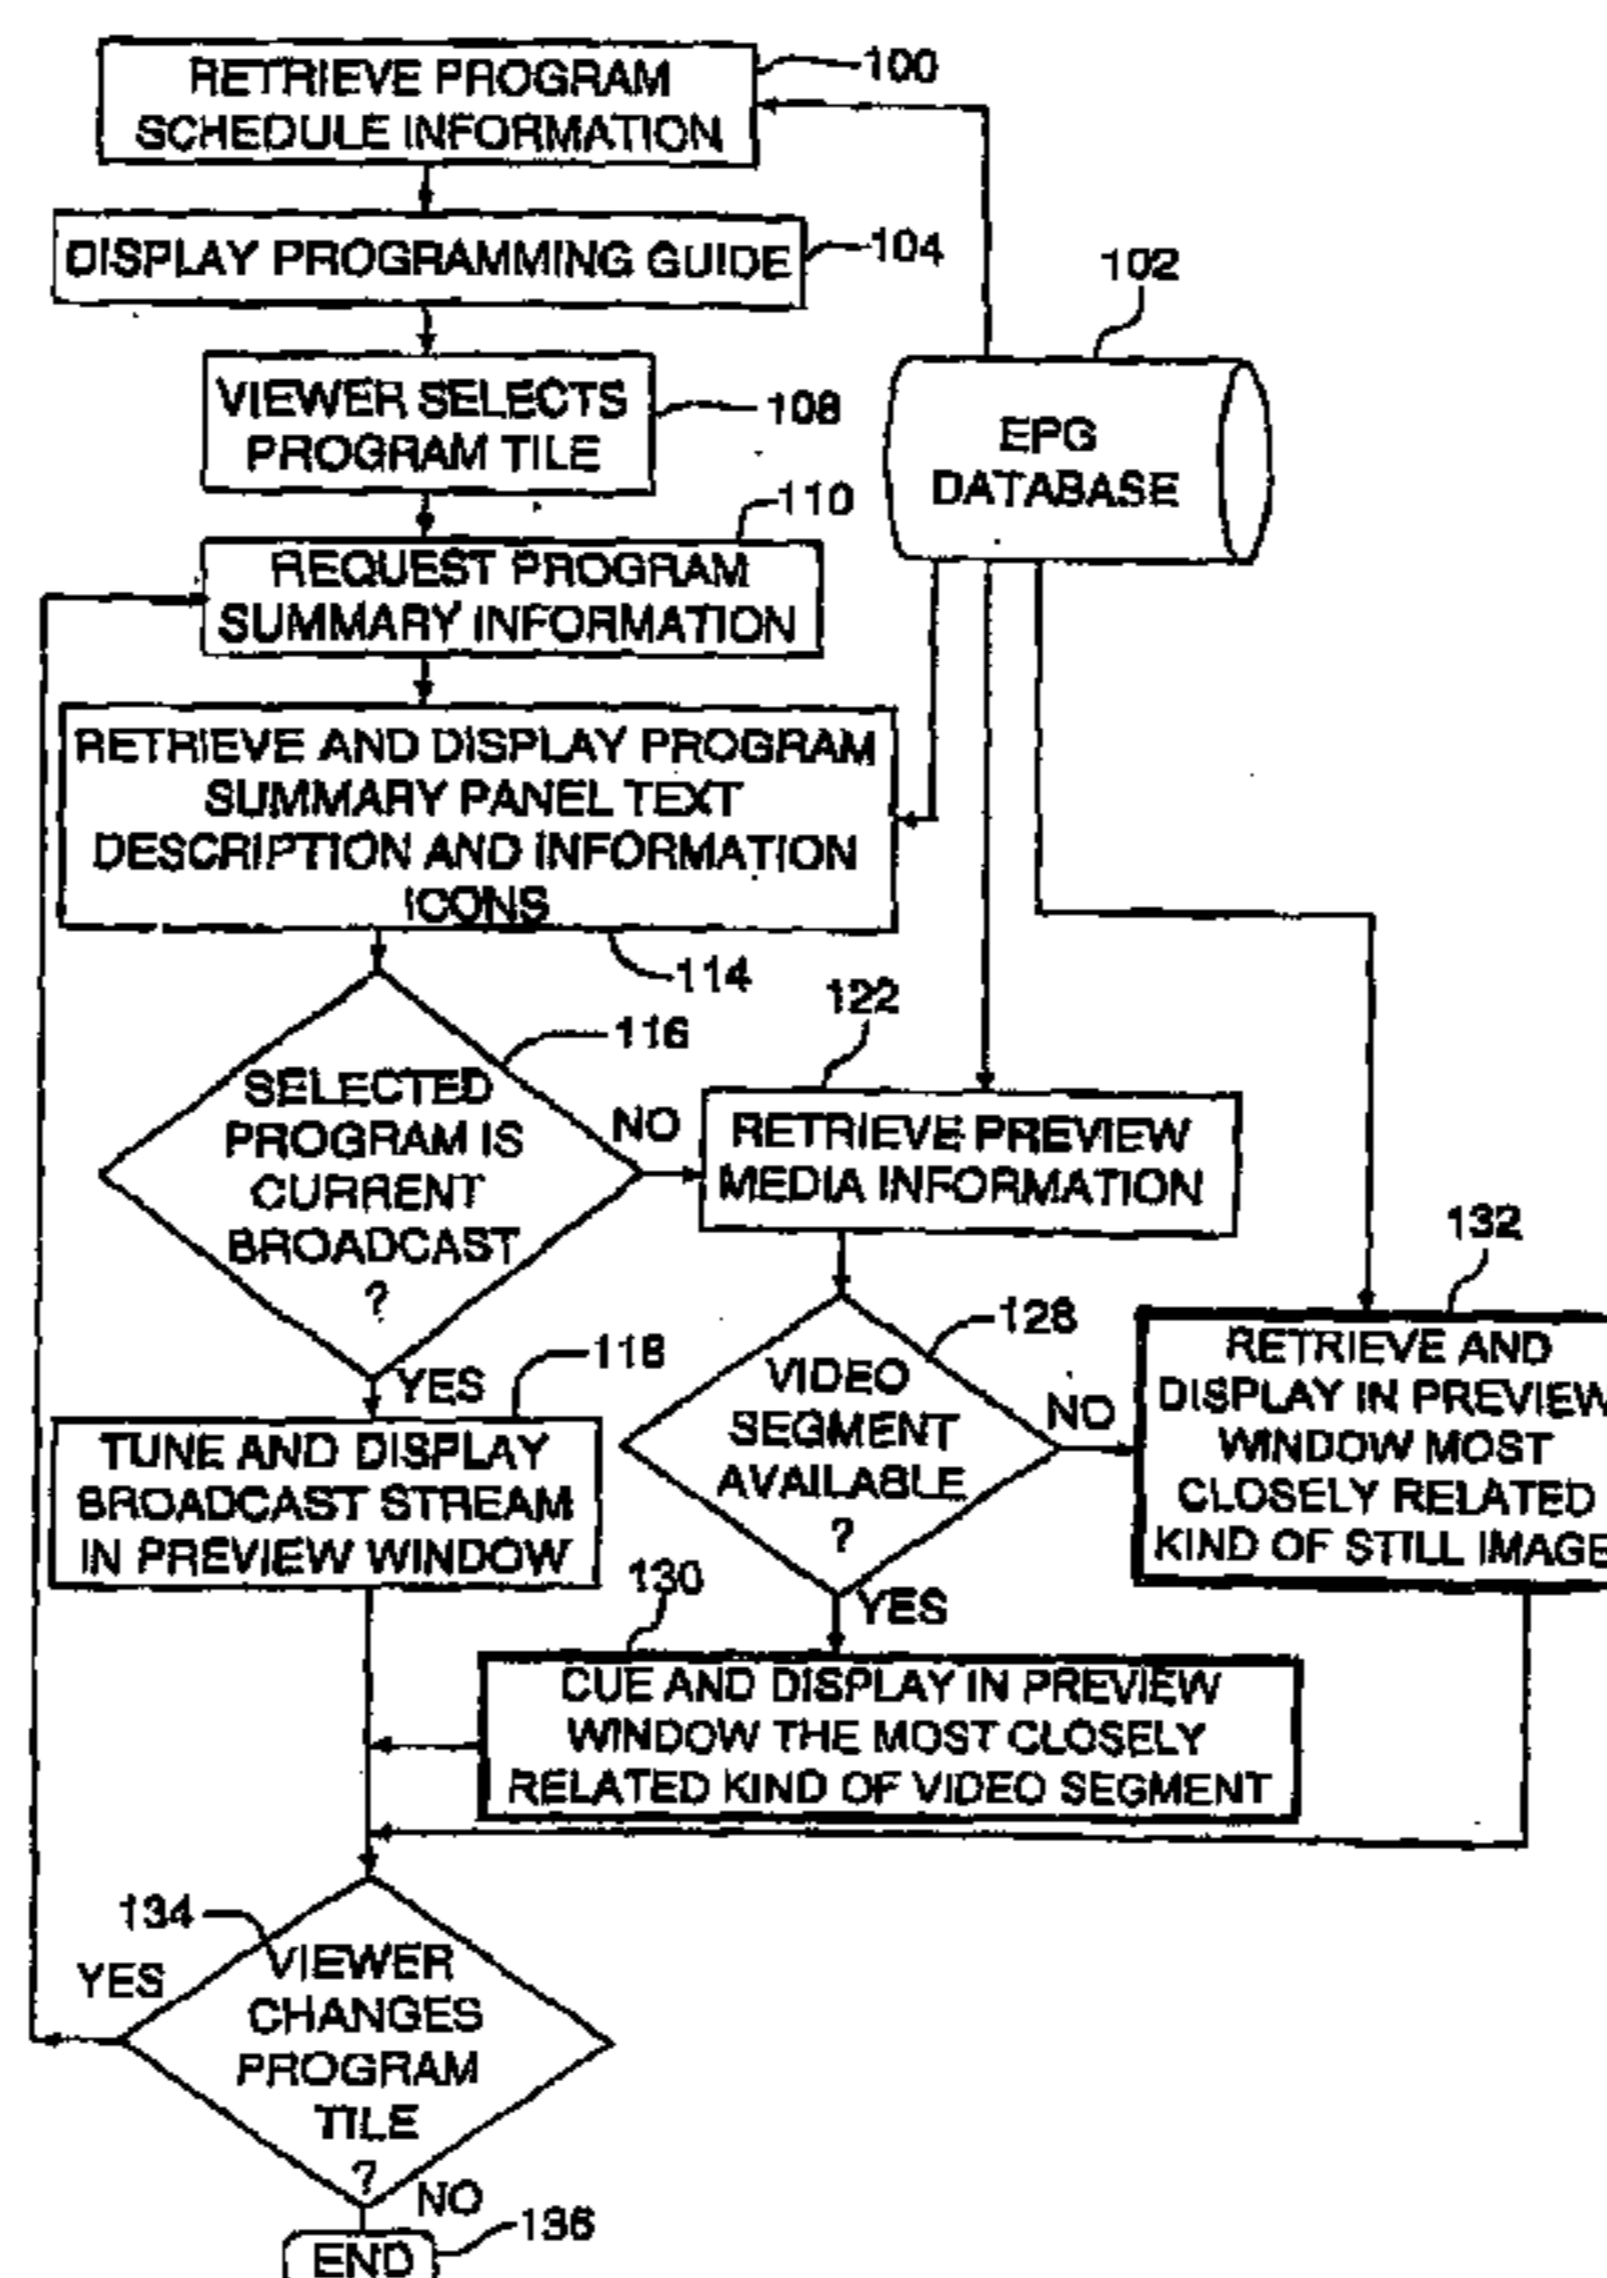 RETRIEVE PROGRAM
SCHEDULE INFORMATION
100
DISPLAY PROGRAMMING GUIDE
104
102
VIEWER SELECTS
PROGRAM TILE
108
EPG
DATABASE
110
REQUEST PROGRAM
SUMMARY INFORMATION
RETRIEVE AND DISPLAY PROGRAM
SUMMARY PANEL TEXT
DESCRIPTION AND INFORMATION
ICONS
114
122
116
SELECTED
PROGRAM IS
CURRENT
BROADCAST
?
NO
RETRIEVE PREVIEW
MEDIA INFORMATION
132
YES
118
128
TUNE AND DISPLAY
BROADCAST STREAM
IN PREVIEW WINDOW
VIDEO
SEGMENT
AVAILABLE
?
NO
RETRIEVE AND
DISPLAY IN PREVIEW
WINDOW MOST
CLOSELY RELATED
KIND OF STILL IMAGE
130
YES
CUE AND DISPLAY IN PREVIEW
WINDOW THE MOST CLOSELY
RELATED KIND OF VIDEO SEGMENT
134
YES
VIEWER
CHANGES
PROGRAM
TILE
?
NO
136
END